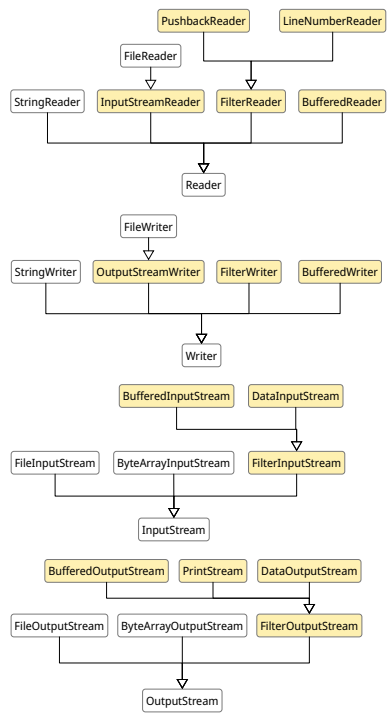 PushbackReader
LineNumberReader
FileReader
StringReader
InputStreamReader
FilterReader
BufferedReader
Reader
FileWriter
StringWriter
OutputStreamWriter
FilterWriter
BufferedWriter
Writer
BufferedInputStream
DataInputStream
FileInputStream
ByteArrayInputStream
FilterInputStream
InputStream
BufferedOutputStream
PrintStream
DataOutputStream
FileOutputStream
ByteArrayOutputStream
FilterOutputStream
OutputStream